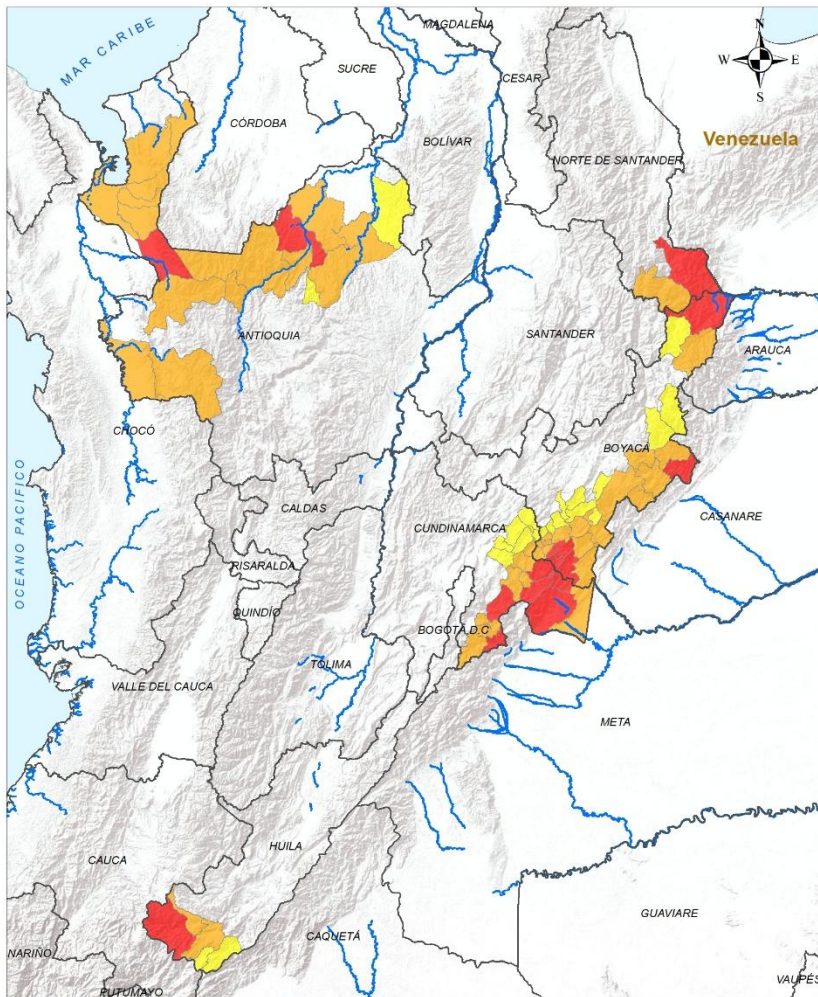 MAGDALENA
N
MAR CARIBE
W
E
SUCRE
CESAR
S
CÓRDOBA
BOLÍVAR
Venezuela
NORTE DE SANTANDER
ANTIOQUIA
SANTANDER
ARAUCA
CHOCÓ
BOYACÁ
CALDAS
CUNDINAMARCA
CASANARE
OCEANO PACIFICO
RISARALDA
QUINDÍO
BOGOTÁ D.C
TOLIMA
VALLE DEL CAUCA
META
HUILA
CAUCA
GUAVIARE
CAQUETÁ
NARIÑO
PUTUMAYO
VAUPÉS